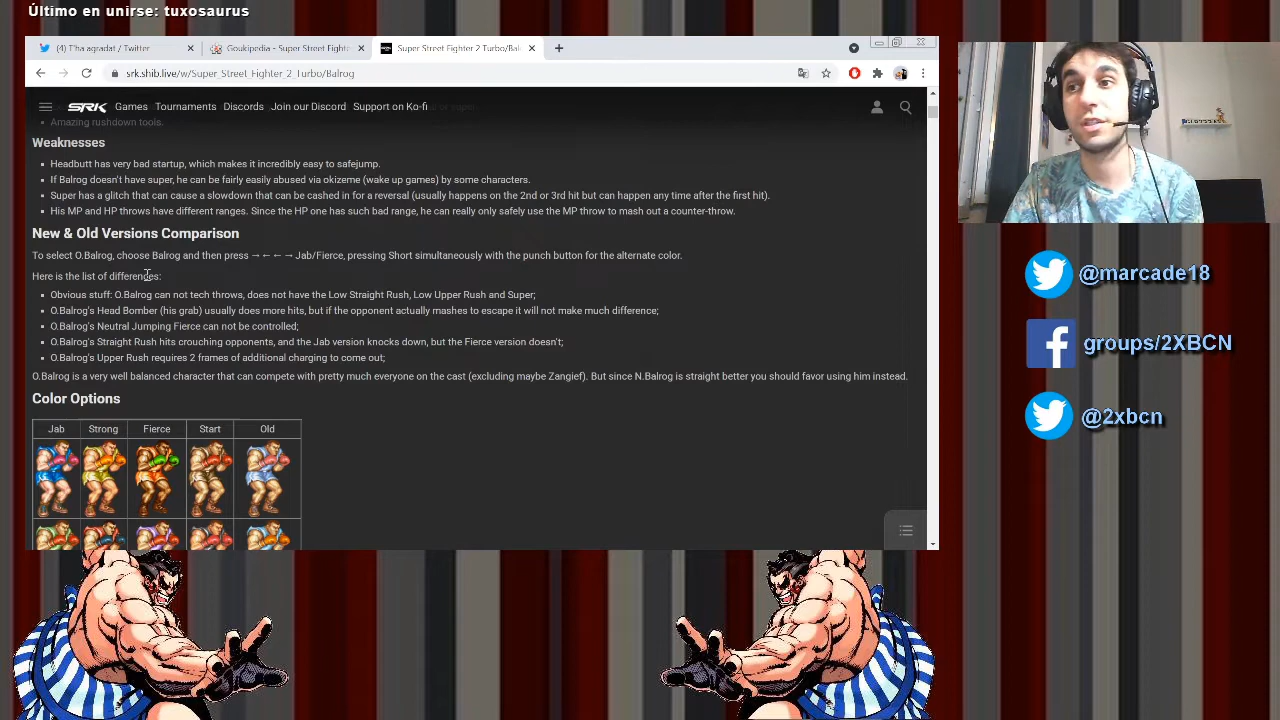 Último en unirse: tuxosaurus
(4) T'ha agradat / Twitter
Goukipedia - Super Street Fighte
Super Street Fighter 2 Turbo/Bal
srk.shib.live/w/Super_Street_Fighter_2_Turbo/Balrog
SRK Games Tournaments Discords Join our Discord Support on Ko-fi
Amazing rushdown tools.
Weaknesses
Headbutt has very bad startup, which makes it incredibly easy to safejump.
If Balrog doesn't have super, he can be fairly easily abused via okizeme (wake up games) by some characters.
Super has a glitch that can cause a slowdown that can be cashed in for a reversal (usually happens on the 2nd or 3rd hit but can happen any time after the first hit).
His MP and HP throws have different ranges. Since the HP one has such bad range, he can really only safely use the MP throw to mash out a counter-throw.
New & Old Versions Comparison
To select O.Balrog, choose Balrog and then press → ← ← → Jab/Fierce, pressing Short simultaneously with the punch button for the alternate color.
Here is the list of differences:
Obvious stuff: O.Balrog can not tech throws, does not have the Low Straight Rush, Low Upper Rush and Super;
O.Balrog's Head Bomber (his grab) usually does more hits, but if the opponent actually mashes to escape it will not make much difference;
O.Balrog's Neutral Jumping Fierce can not be controlled;
O.Balrog's Straight Rush hits crouching opponents, and the Jab version knocks down, but the Fierce version doesn't;
O.Balrog's Upper Rush requires 2 frames of additional charging to come out;
O.Balrog is a very well balanced character that can compete with pretty much everyone on the cast (excluding maybe Zangief). But since N.Balrog is straight better you should favor using him instead.
Color Options
Jab Strong Fierce Start Old
@marcade18
groups/2XBCN
@2xbcn